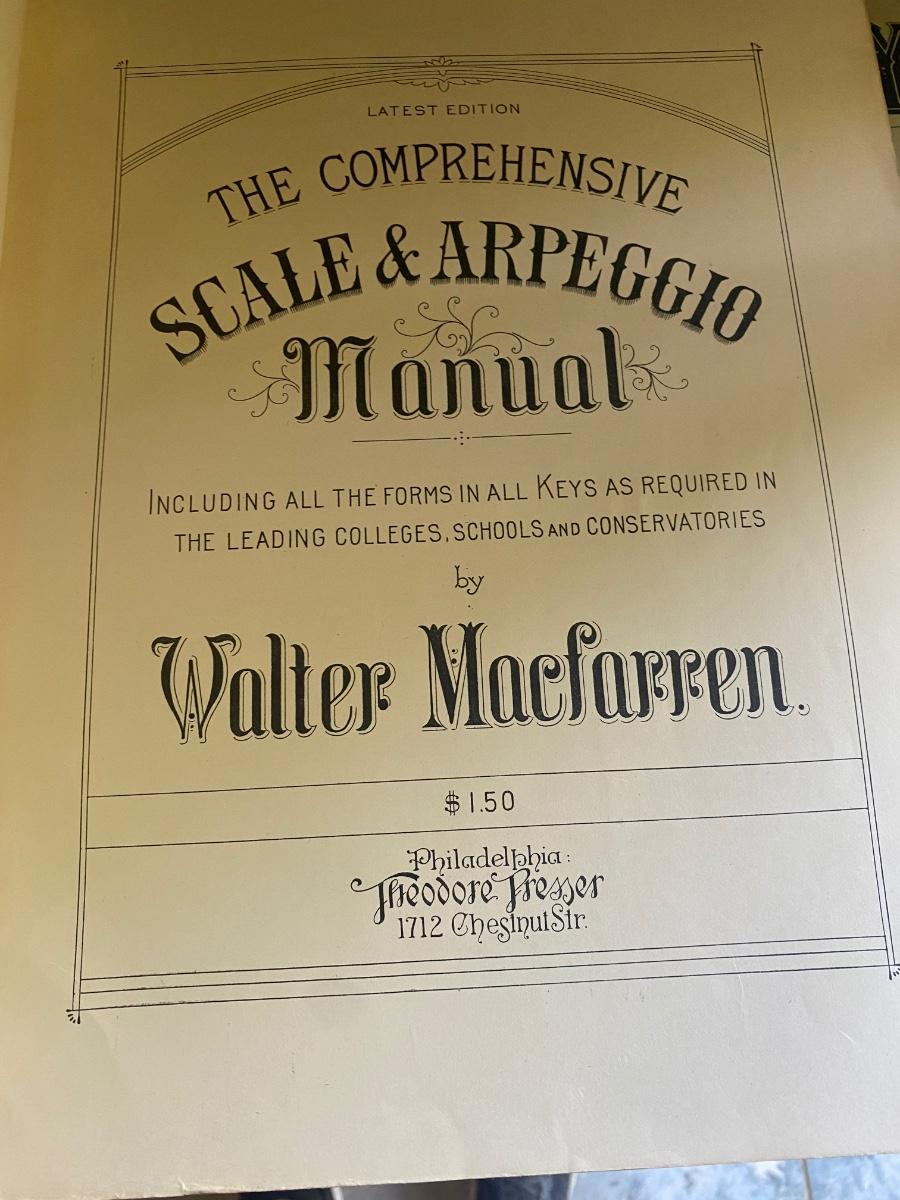 LATEST EDITION
THE COMPREHENSIVE
SCALE & ARPEGGIO
Manual
INCLUDING ALL THE FORMS IN ALL KEYS AS REQUIRED IN
THE LEADING COLLEGES, SCHOOLS AND CONSERVATORIES
by
Walter Macfarren.
$1.50
Philadelphia:
Theodore Presser
1712 Chestnut Str.